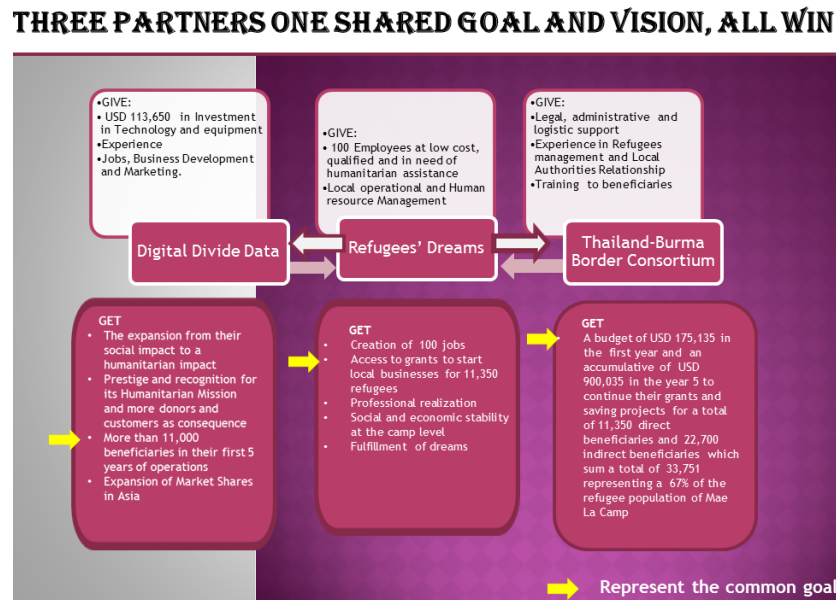 THREE PARTNERS ONE SHARED GOAL AND VISION, ALL WIN
•GIVE:
• USD 113,650 in Investment
in Technology and equipment
•Experience
•Jobs, Business Development
and Marketing.
Digital Divide Data
•GIVE:
• 100 Employees at low cost,
qualified and in need of
humanitarian assistance
•Local operational and Human
resource Management
Refugees’ Dreams
•GIVE:
•Legal, administrative and
logistic support
•Experience in Refugees
management and Local
Authorities Relationship
•Training to beneficiaries
Thailand-Burma
Border Consortium
GET
• The expansion from their
social impact to a
humanitarian impact
• Prestige and recognition for
its Humanitarian Mission
and more donors and
customers as consequence
• More than 11,000
beneficiaries in their first 5
years of operations
• Expansion of Market Shares
in Asia
GET
• Creation of 100 jobs
• Access to grants to start
local businesses for 11,350
refugees
• Professional realization
• Social and economic stability
at the camp level
• Fulfillment of dreams
GET
A budget of USD 175,135 in
the first year and an
accumulative of USD
900,035 in the year 5 to
continue their grants and
saving projects for a total
of 11,350 direct
beneficiaries and 22,700
indirect beneficiaries which
sum a total of 33,751
representing a 67% of the
refugee population of Mae
La Camp
Represent the common goal